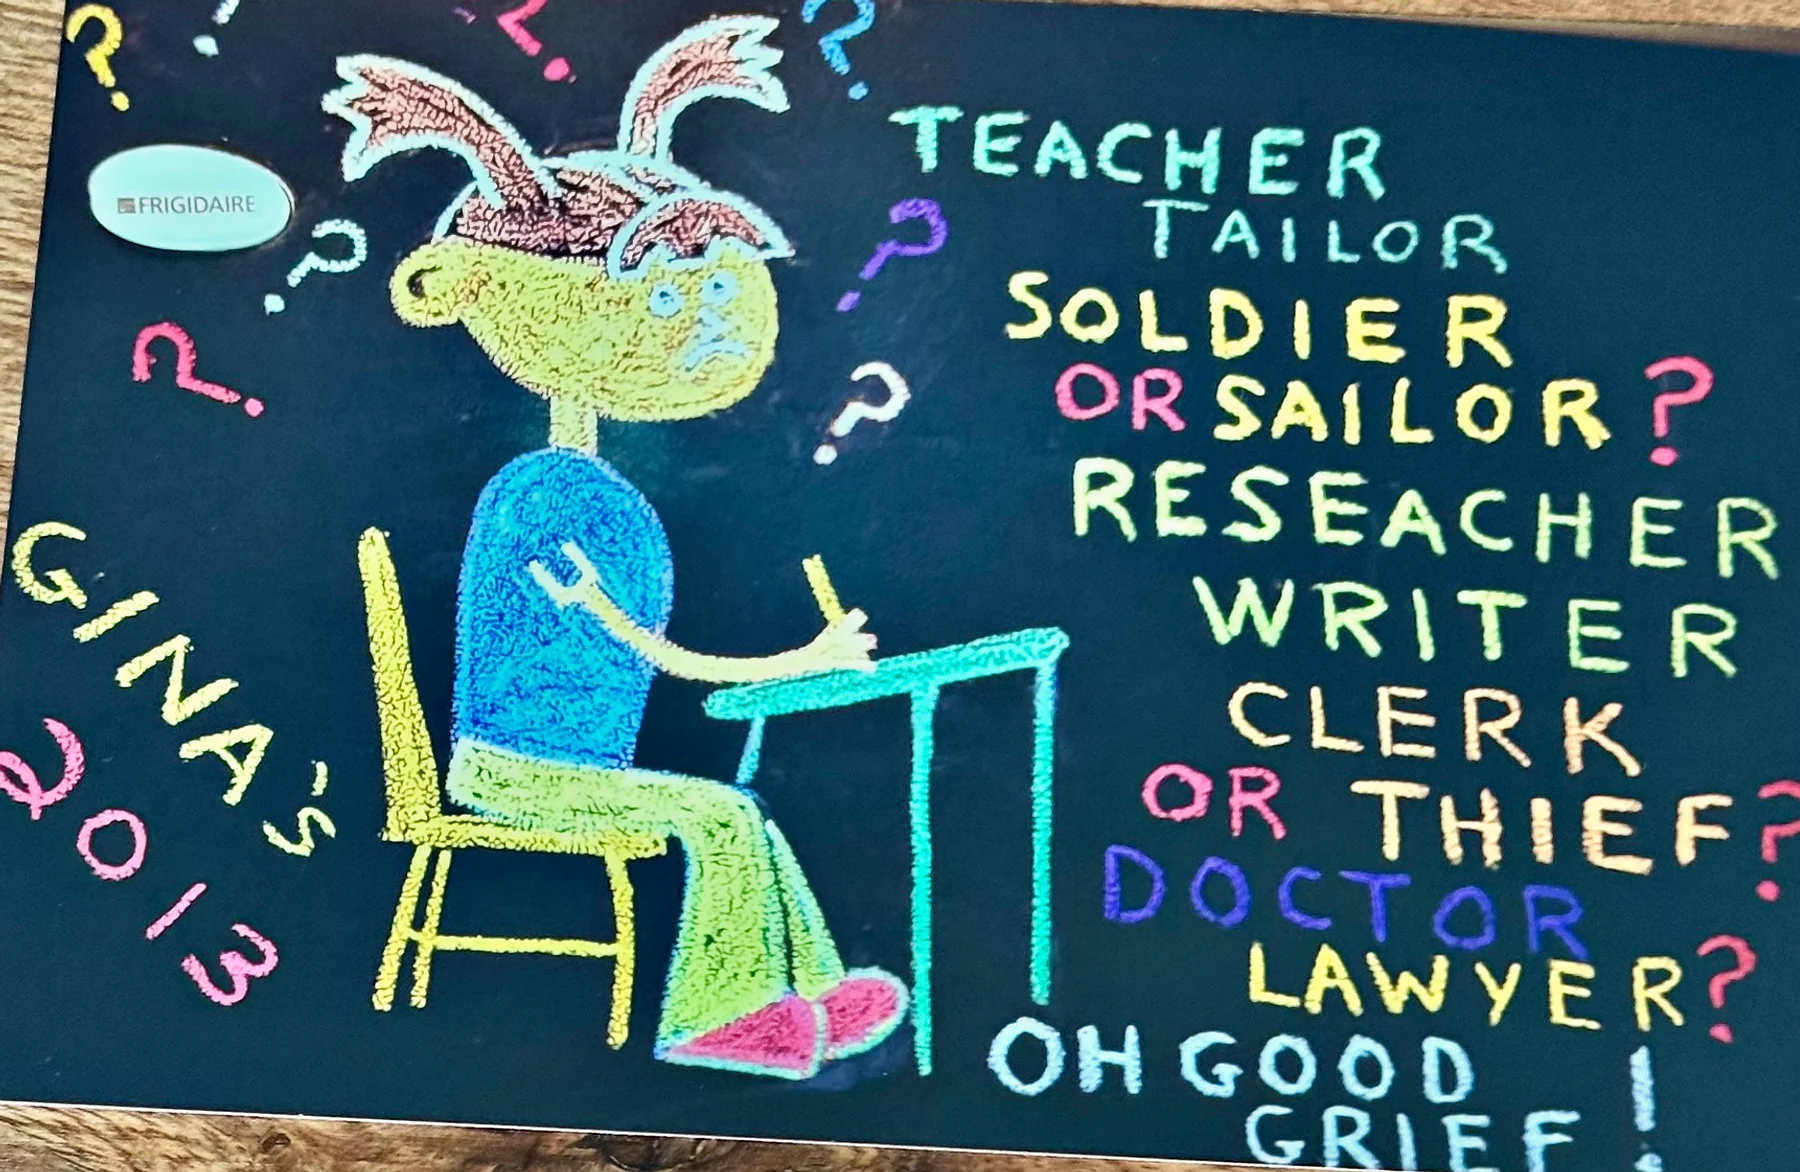 FRIGIDAIRE
TEACHER
TAILOR
SOLDIER
OR SAILOR?
RESEACHER
WRITER
CLERK
OR THIEF?
DOCTOR
LAWYER?
OH GOOD
GRIEF!
GINA'S
2013
? ? ? ? ? ? ? ?